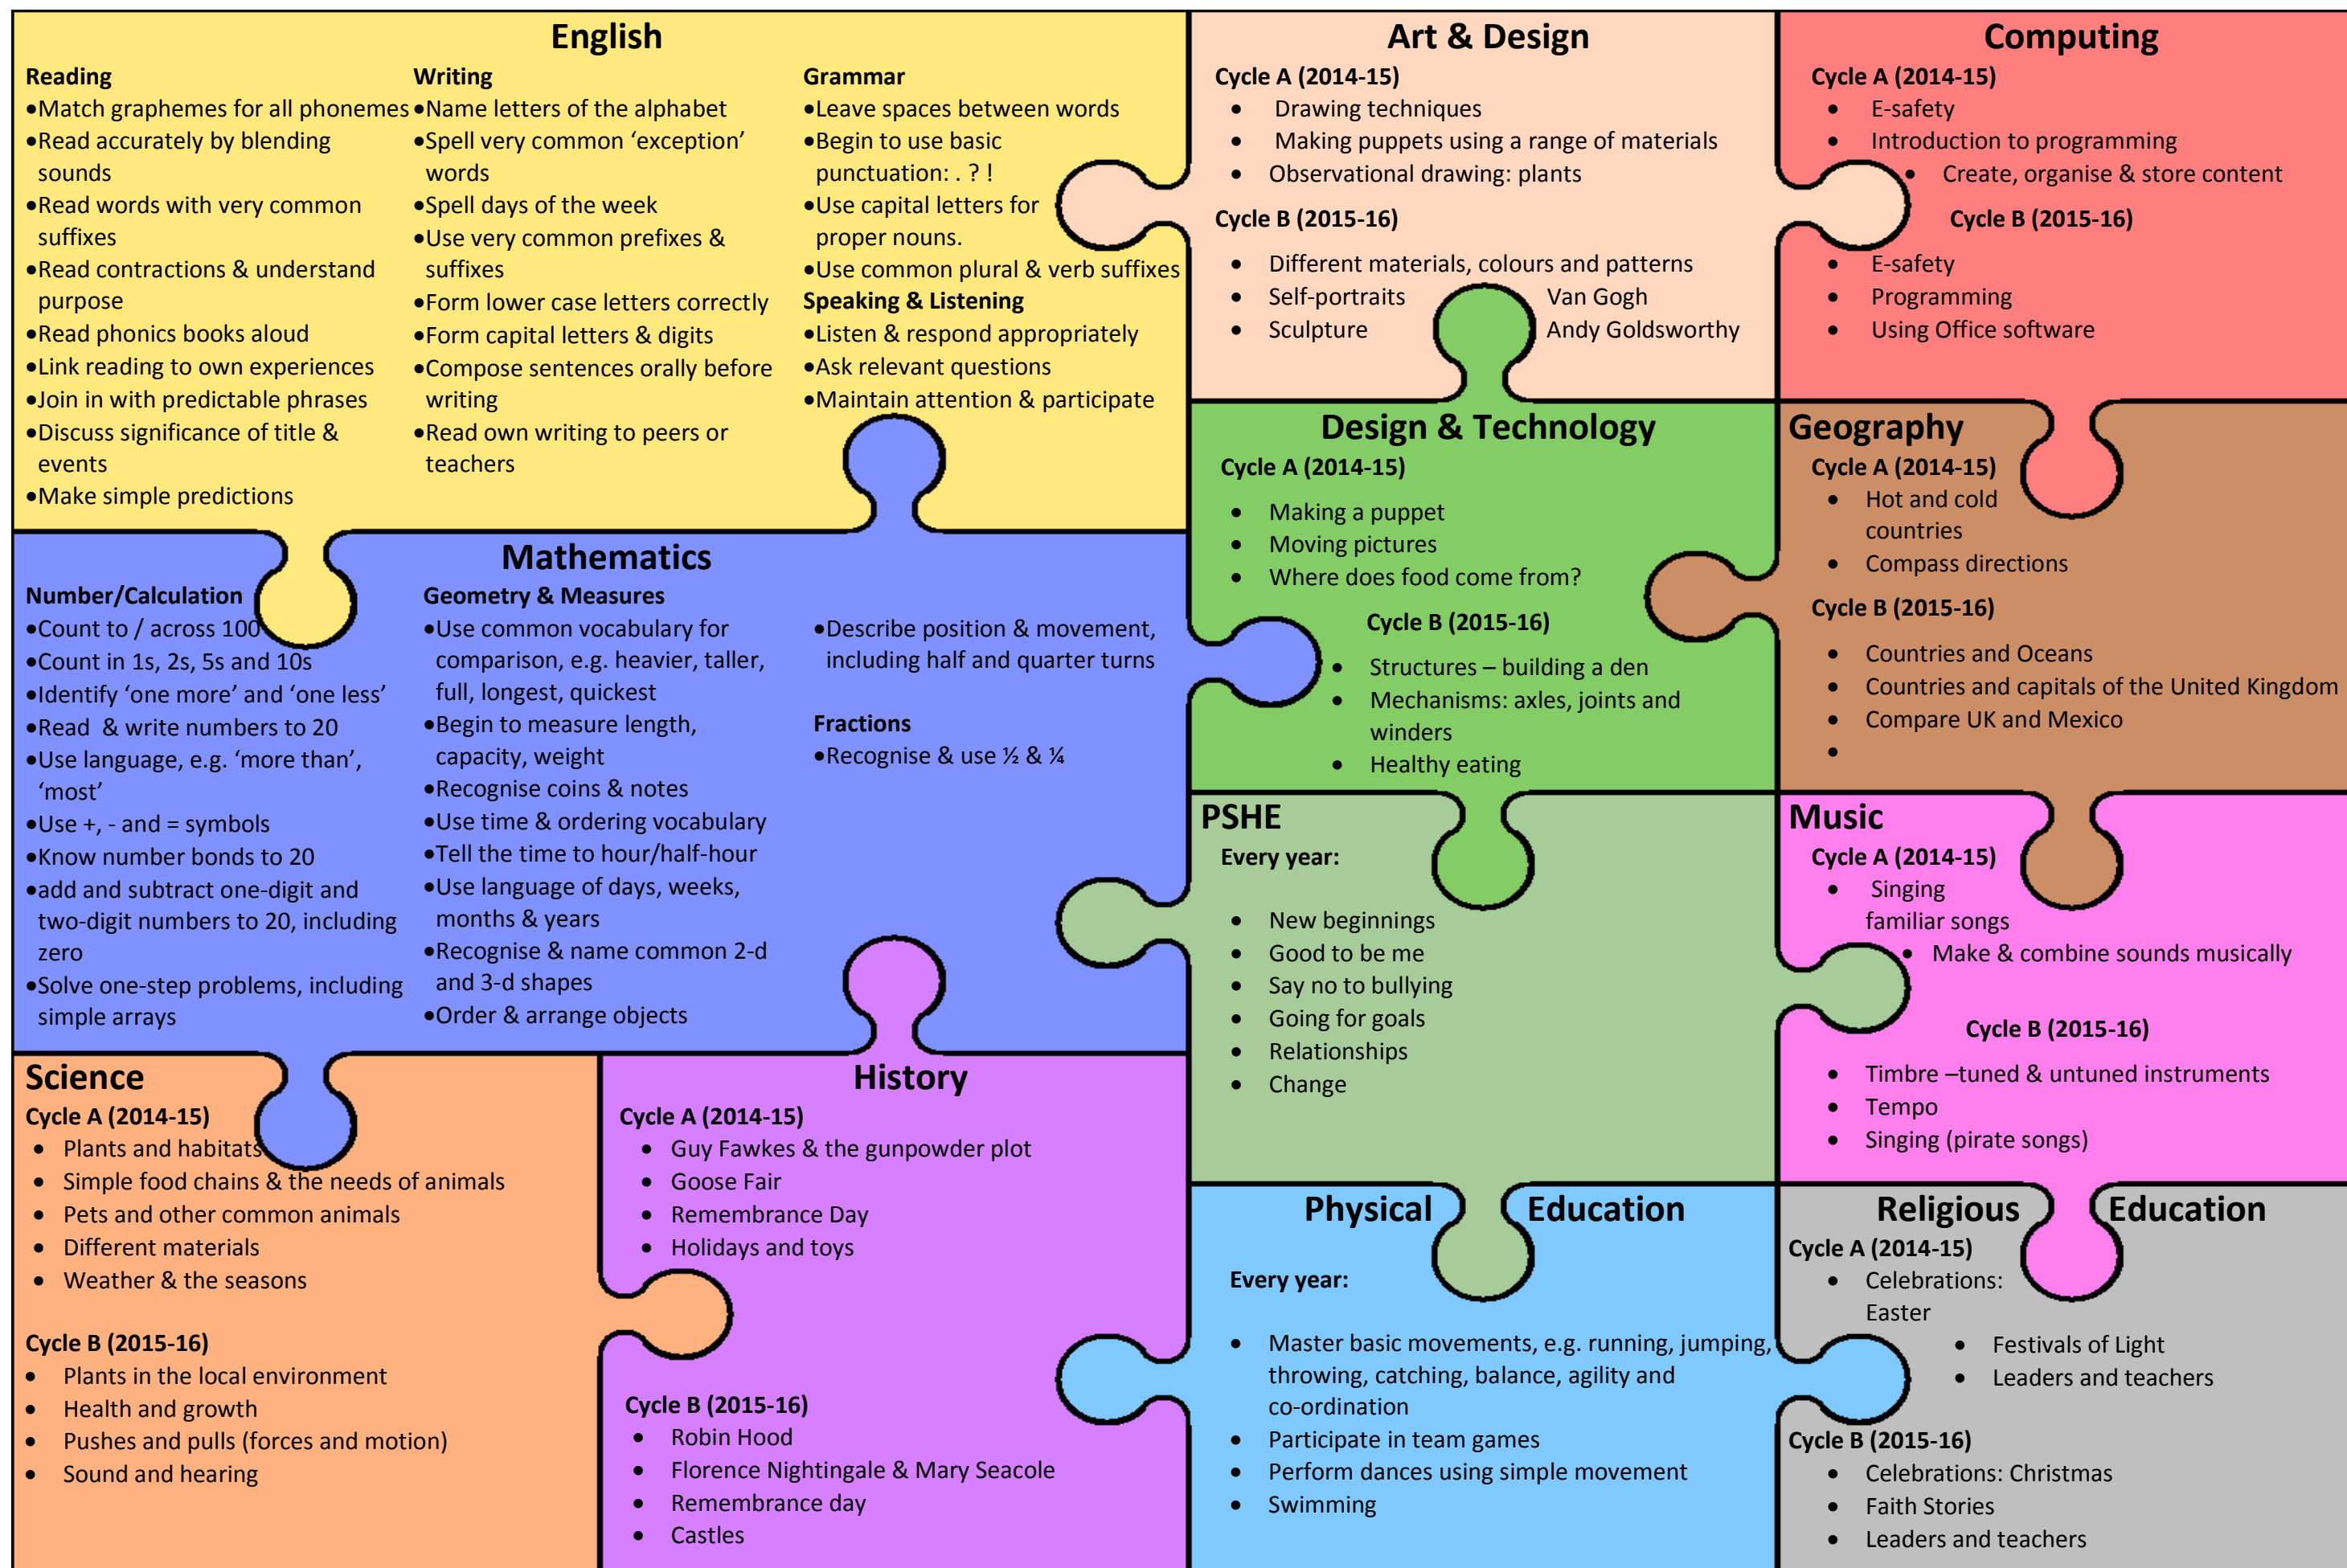 English
Reading
•Match graphemes for all phonemes
•Read accurately by blending
sounds
•Read words with very common
suffixes
•Read contractions & understand
purpose
•Read phonics books aloud
•Link reading to own experiences
•Join in with predictable phrases
•Discuss significance of title &
events
•Make simple predictions
Writing
•Name letters of the alphabet
•Spell very common ‘exception’
words
•Spell days of the week
•Use very common prefixes &
suffixes
•Form lower case letters correctly
•Form capital letters & digits
•Compose sentences orally before
writing
•Read own writing to peers or
teachers
Grammar
•Leave spaces between words
•Begin to use basic
punctuation: . ? !
•Use capital letters for
proper nouns.
•Use common plural & verb suffixes
Speaking & Listening
•Listen & respond appropriately
•Ask relevant questions
•Maintain attention & participate
Art & Design
Cycle A (2014-15)
• Drawing techniques
• Making puppets using a range of materials
• Observational drawing: plants
Cycle B (2015-16)
• Different materials, colours and patterns
• Self-portraits Van Gogh
• Sculpture Andy Goldsworthy
Computing
Cycle A (2014-15)
• E-safety
• Introduction to programming
• Create, organise & store content
Cycle B (2015-16)
• E-safety
• Programming
• Using Office software
Mathematics
Number/Calculation
•Count to / across 100
•Count in 1s, 2s, 5s and 10s
•Identify ‘one more’ and ‘one less’
•Read & write numbers to 20
•Use language, e.g. ‘more than’,
‘most’
•Use +, - and = symbols
•Know number bonds to 20
•add and subtract one-digit and
two-digit numbers to 20, including
zero
•Solve one-step problems, including
simple arrays
Geometry & Measures
•Use common vocabulary for
comparison, e.g. heavier, taller,
full, longest, quickest
•Begin to measure length,
capacity, weight
•Recognise coins & notes
•Use time & ordering vocabulary
•Tell the time to hour/half-hour
•Use language of days, weeks,
months & years
•Recognise & name common 2-d
and 3-d shapes
•Order & arrange objects
•Describe position & movement,
including half and quarter turns
Fractions
•Recognise & use ½ & ¼
Design & Technology
Cycle A (2014-15)
• Making a puppet
• Moving pictures
• Where does food come from?
Cycle B (2015-16)
• Structures – building a den
• Mechanisms: axles, joints and
winders
• Healthy eating
Geography
Cycle A (2014-15)
• Hot and cold
countries
• Compass directions
Cycle B (2015-16)
• Countries and Oceans
• Countries and capitals of the United Kingdom
• Compare UK and Mexico
•
PSHE
Every year:
• New beginnings
• Good to be me
• Say no to bullying
• Going for goals
• Relationships
• Change
Music
Cycle A (2014-15)
• Singing
familiar songs
• Make & combine sounds musically
Cycle B (2015-16)
• Timbre –tuned & untuned instruments
• Tempo
• Singing (pirate songs)
Science
Cycle A (2014-15)
• Plants and habitats
• Simple food chains & the needs of animals
• Pets and other common animals
• Different materials
• Weather & the seasons
Cycle B (2015-16)
• Plants in the local environment
• Health and growth
• Pushes and pulls (forces and motion)
• Sound and hearing
History
Cycle A (2014-15)
• Guy Fawkes & the gunpowder plot
• Goose Fair
• Remembrance Day
• Holidays and toys
Cycle B (2015-16)
• Robin Hood
• Florence Nightingale & Mary Seacole
• Remembrance day
• Castles
Physical Education
Every year:
• Master basic movements, e.g. running, jumping,
throwing, catching, balance, agility and
co-ordination
• Participate in team games
• Perform dances using simple movement
• Swimming
Religious Education
Cycle A (2014-15)
• Celebrations:
Easter
• Festivals of Light
• Leaders and teachers
Cycle B (2015-16)
• Celebrations: Christmas
• Faith Stories
• Leaders and teachers